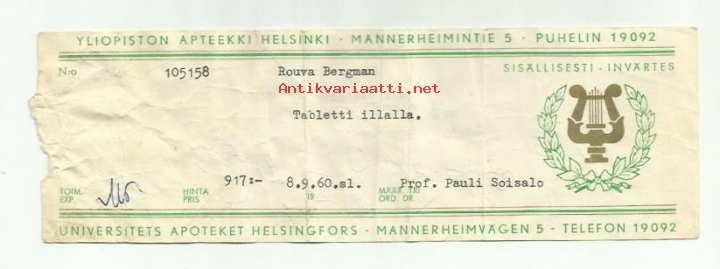 YLIOPISTON APTEEKKI HELSINKI - MANNERHEIMINTIE 5 - PUHELIN 19092
N:o 105158 Rouva Bergman SISÄLLISESTI - INVÄRTES
Antikvariaatti.net
Tabletti illalla.
917:- 8.9.60.sl. Prof. Pauli Soisalo
TOIM. HINTA MÄÄR. TRI
EXP. PRIS 19 ORD. DR.
UNIVERSITETS APOTEKET HELSINGFORS - MANNERHEIMVÄGEN 5 - TELEFON 19092